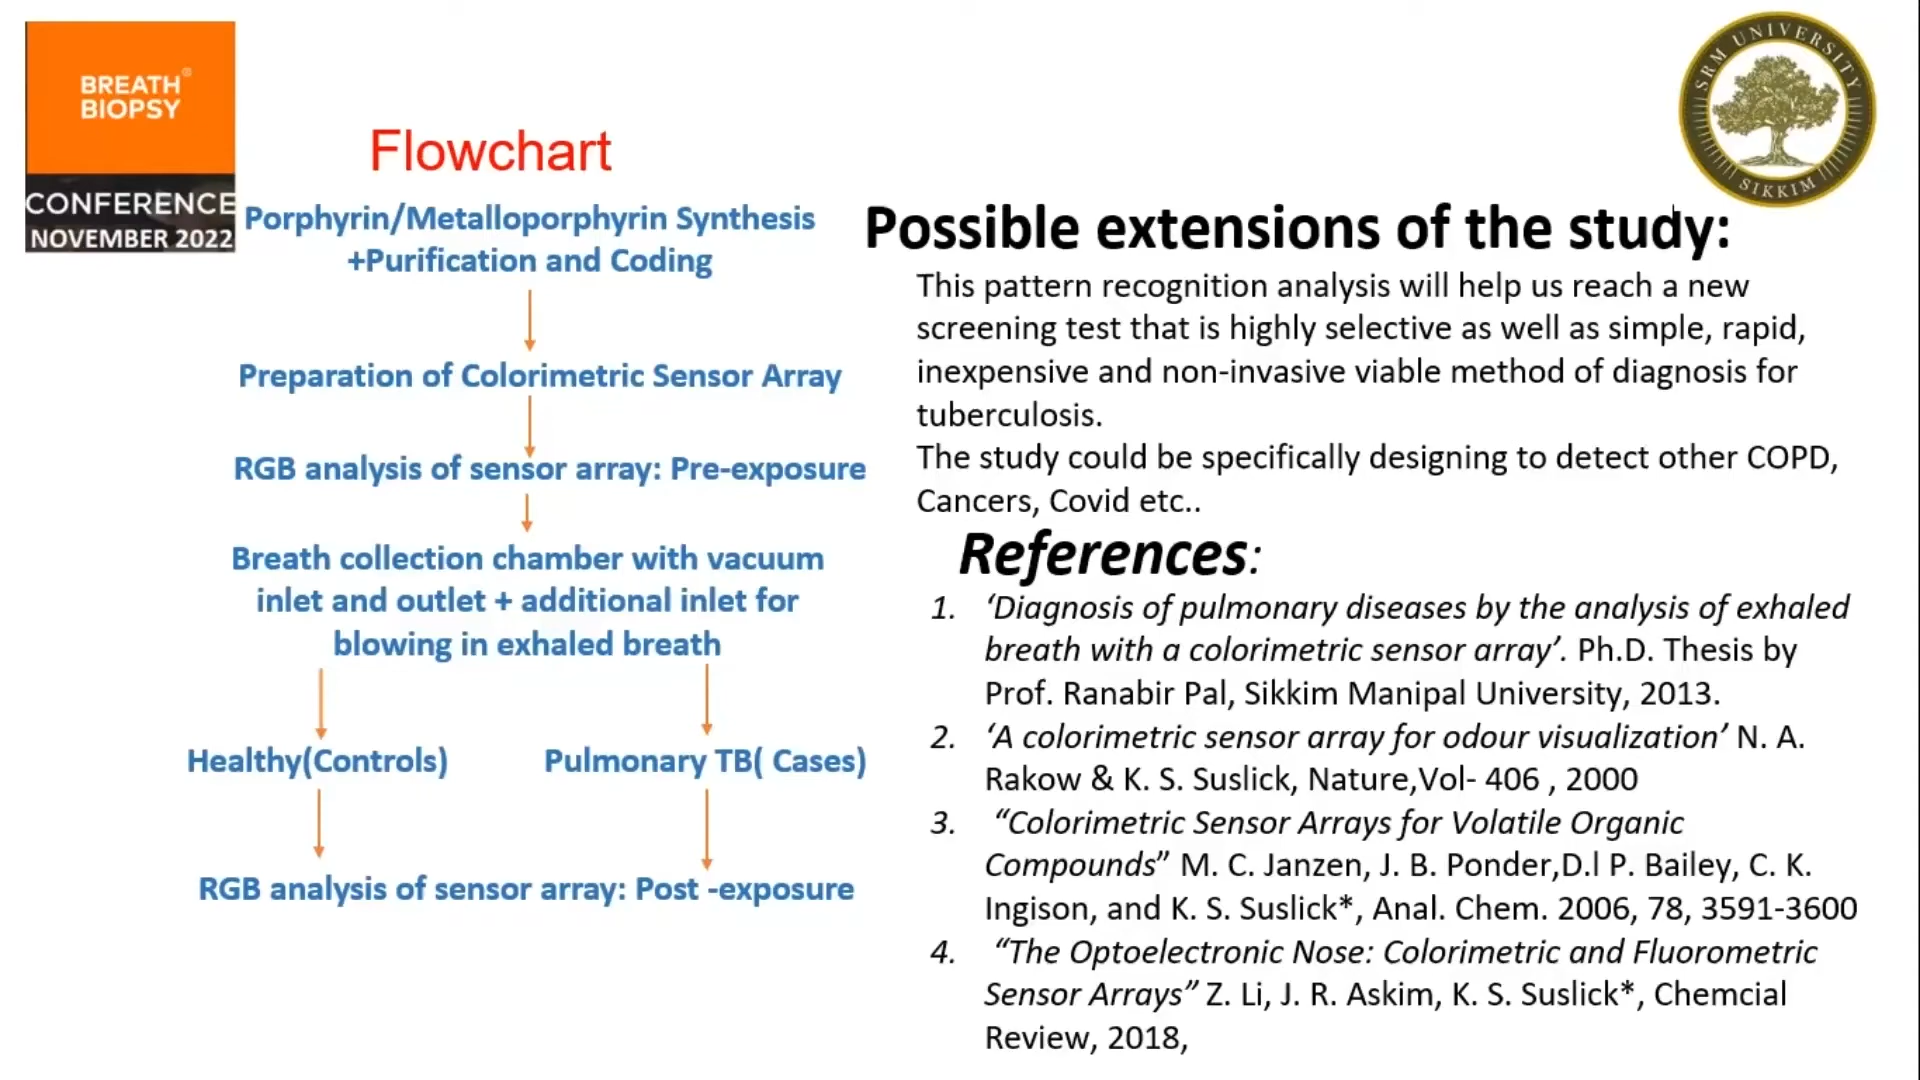 BREATH®
BIOPSY
CONFERENCE
NOVEMBER 2022
SRM UNIVERSITY
SIKKIM
Flowchart
Porphyrin/Metalloporphyrin Synthesis
+Purification and Coding
Preparation of Colorimetric Sensor Array
RGB analysis of sensor array: Pre-exposure
Breath collection chamber with vacuum
inlet and outlet + additional inlet for
blowing in exhaled breath
Healthy(Controls)
Pulmonary TB( Cases)
RGB analysis of sensor array: Post -exposure
Possible extensions of the study:
This pattern recognition analysis will help us reach a new
screening test that is highly selective as well as simple, rapid,
inexpensive and non-invasive viable method of diagnosis for
tuberculosis.
The study could be specifically designing to detect other COPD,
Cancers, Covid etc..
References:
1. ‘Diagnosis of pulmonary diseases by the analysis of exhaled
breath with a colorimetric sensor array’. Ph.D. Thesis by
Prof. Ranabir Pal, Sikkim Manipal University, 2013.
2. ‘A colorimetric sensor array for odour visualization’ N. A.
Rakow & K. S. Suslick, Nature,Vol- 406 , 2000
3. “Colorimetric Sensor Arrays for Volatile Organic
Compounds” M. C. Janzen, J. B. Ponder,D.l P. Bailey, C. K.
Ingison, and K. S. Suslick*, Anal. Chem. 2006, 78, 3591-3600
4. “The Optoelectronic Nose: Colorimetric and Fluorometric
Sensor Arrays” Z. Li, J. R. Askim, K. S. Suslick*, Chemcial
Review, 2018,